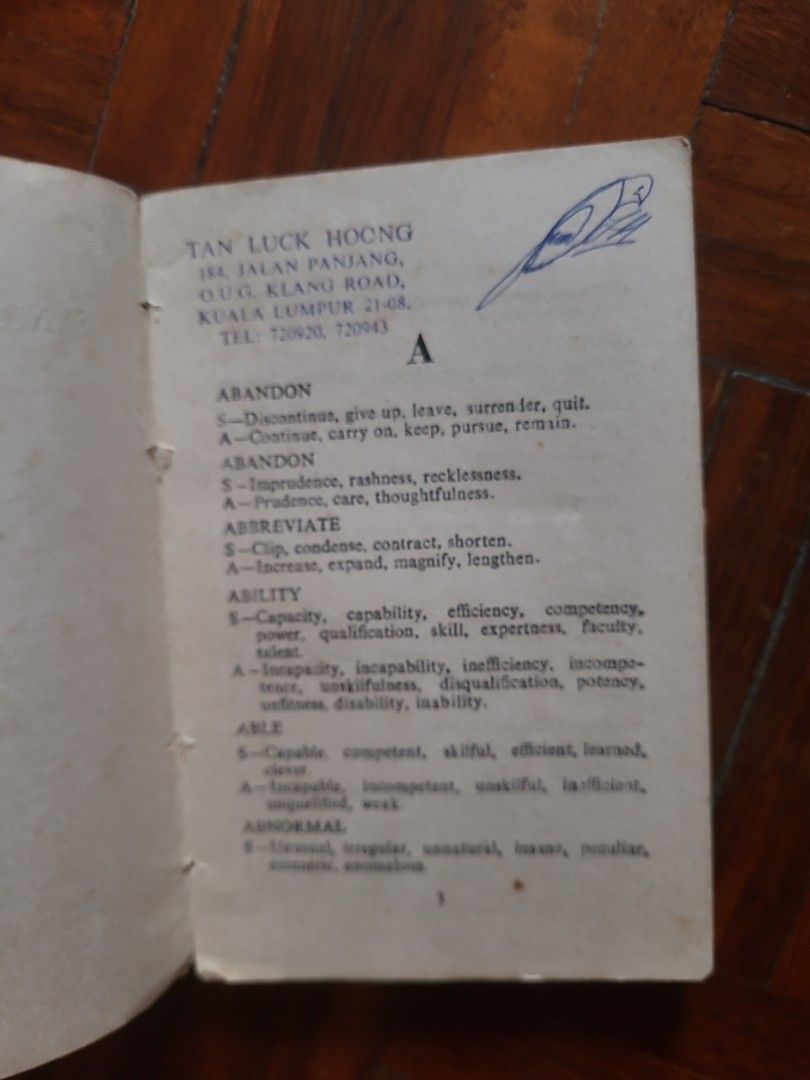 TAN LUCK HOONG
184, JALAN PANJANG,
O.U.G. KLANG ROAD,
KUALA LUMPUR 21-08.
TEL: 720920, 720943
A
ABANDON
S—Discontinue, give up, leave, surrender, quit.
A—Continue, carry on, keep, pursue, remain.
ABANDON
S—Imprudence, rashness, recklessness.
A—Prudence, care, thoughtfulness.
ABBREVIATE
S—Clip, condense, contract, shorten.
A—Increase, expand, magnify, lengthen.
ABILITY
S—Capacity, capability, efficiency, competency,
power, qualification, skill, expertness, faculty,
talent.
A—Incapacity, incapability, inefficiency, incompe-
tence, unskilfulness, disqualification, potency,
unfitness, disability, inability.
ABLE
S—Capable, competent, skilful, efficient, learned,
clever.
A—Incapable, incompetent, unskilful, inefficient,
unqualified, weak.
ABNORMAL
S—Unusual, irregular, unnatural, insane, peculiar,
eccentric, anomalous.